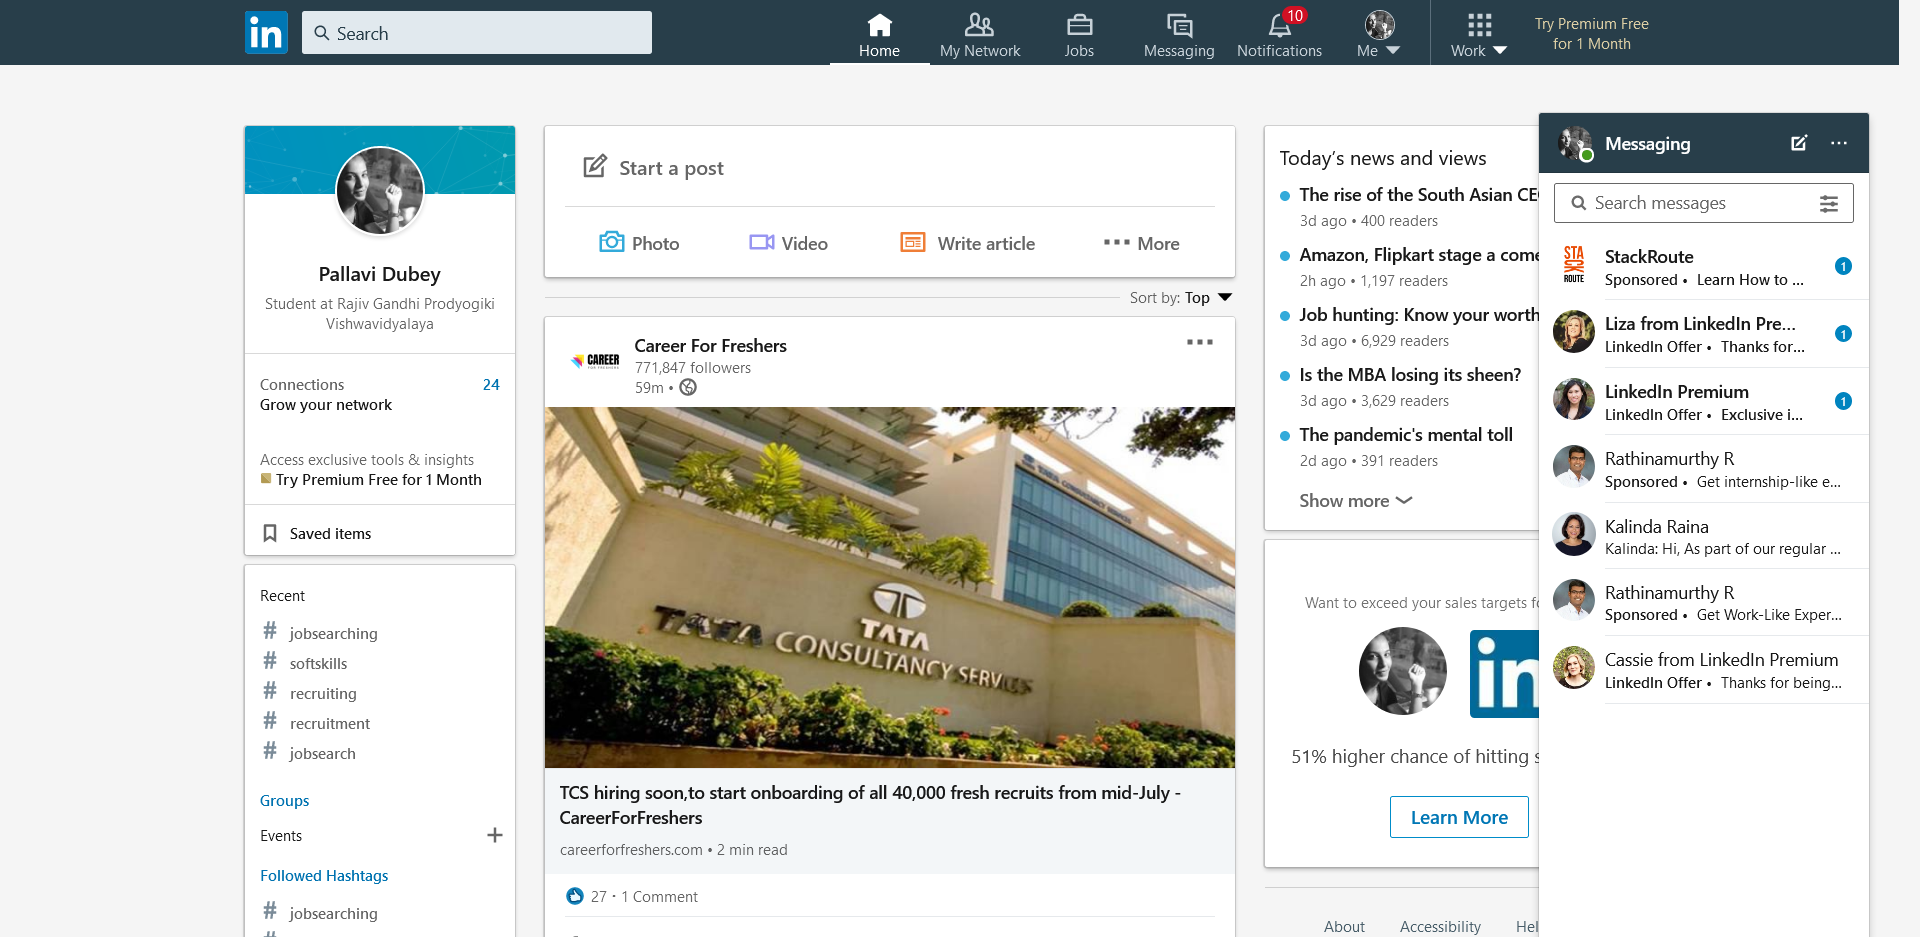 in
Search
Home
My Network
Jobs
Messaging
10
Notifications
Me
Work
Try Premium Free
for 1 Month
Pallavi Dubey
Student at Rajiv Gandhi Prodyogiki
Vishwavidyalaya
Connections 24
Grow your network
Access exclusive tools & insights
Try Premium Free for 1 Month
Saved items
Recent
# jobsearching
# softskills
# recruiting
# recruitment
# jobsearch
Groups
Events +
Followed Hashtags
# jobsearching
Start a post
Photo
Video
Write article
More
Sort by: Top
CAREER
FOR FRESHERS
Career For Freshers
771,847 followers
59m •
TATA
TATA CONSULTANCY SERVICES
TCS hiring soon,to start onboarding of all 40,000 fresh recruits from mid-July -
CareerForFreshers
careerforfreshers.com • 2 min read
27 · 1 Comment
Today’s news and views
The rise of the South Asian
3d ago • 400 readers
Amazon, Flipkart stage a
2h ago • 1,197 readers
Job hunting: Know your worth
3d ago • 6,929 readers
Is the MBA losing its sheen?
3d ago • 3,629 readers
The pandemic's mental toll
2d ago • 391 readers
Show more
Want to exceed your sales targets
in
51% higher chance of hitting
Learn More
About
Accessibility
Messaging
Search messages
STA
CK
ROUTE
StackRoute
Sponsored • Learn How to ...
1
Liza from LinkedIn Pre...
LinkedIn Offer • Thanks for...
1
LinkedIn Premium
LinkedIn Offer • Exclusive i...
1
Rathinamurthy R
Sponsored • Get internship-like e...
Kalinda Raina
Kalinda: Hi, As part of our regular ...
Rathinamurthy R
Sponsored • Get Work-Like Exper...
Cassie from LinkedIn Premium
LinkedIn Offer • Thanks for being...